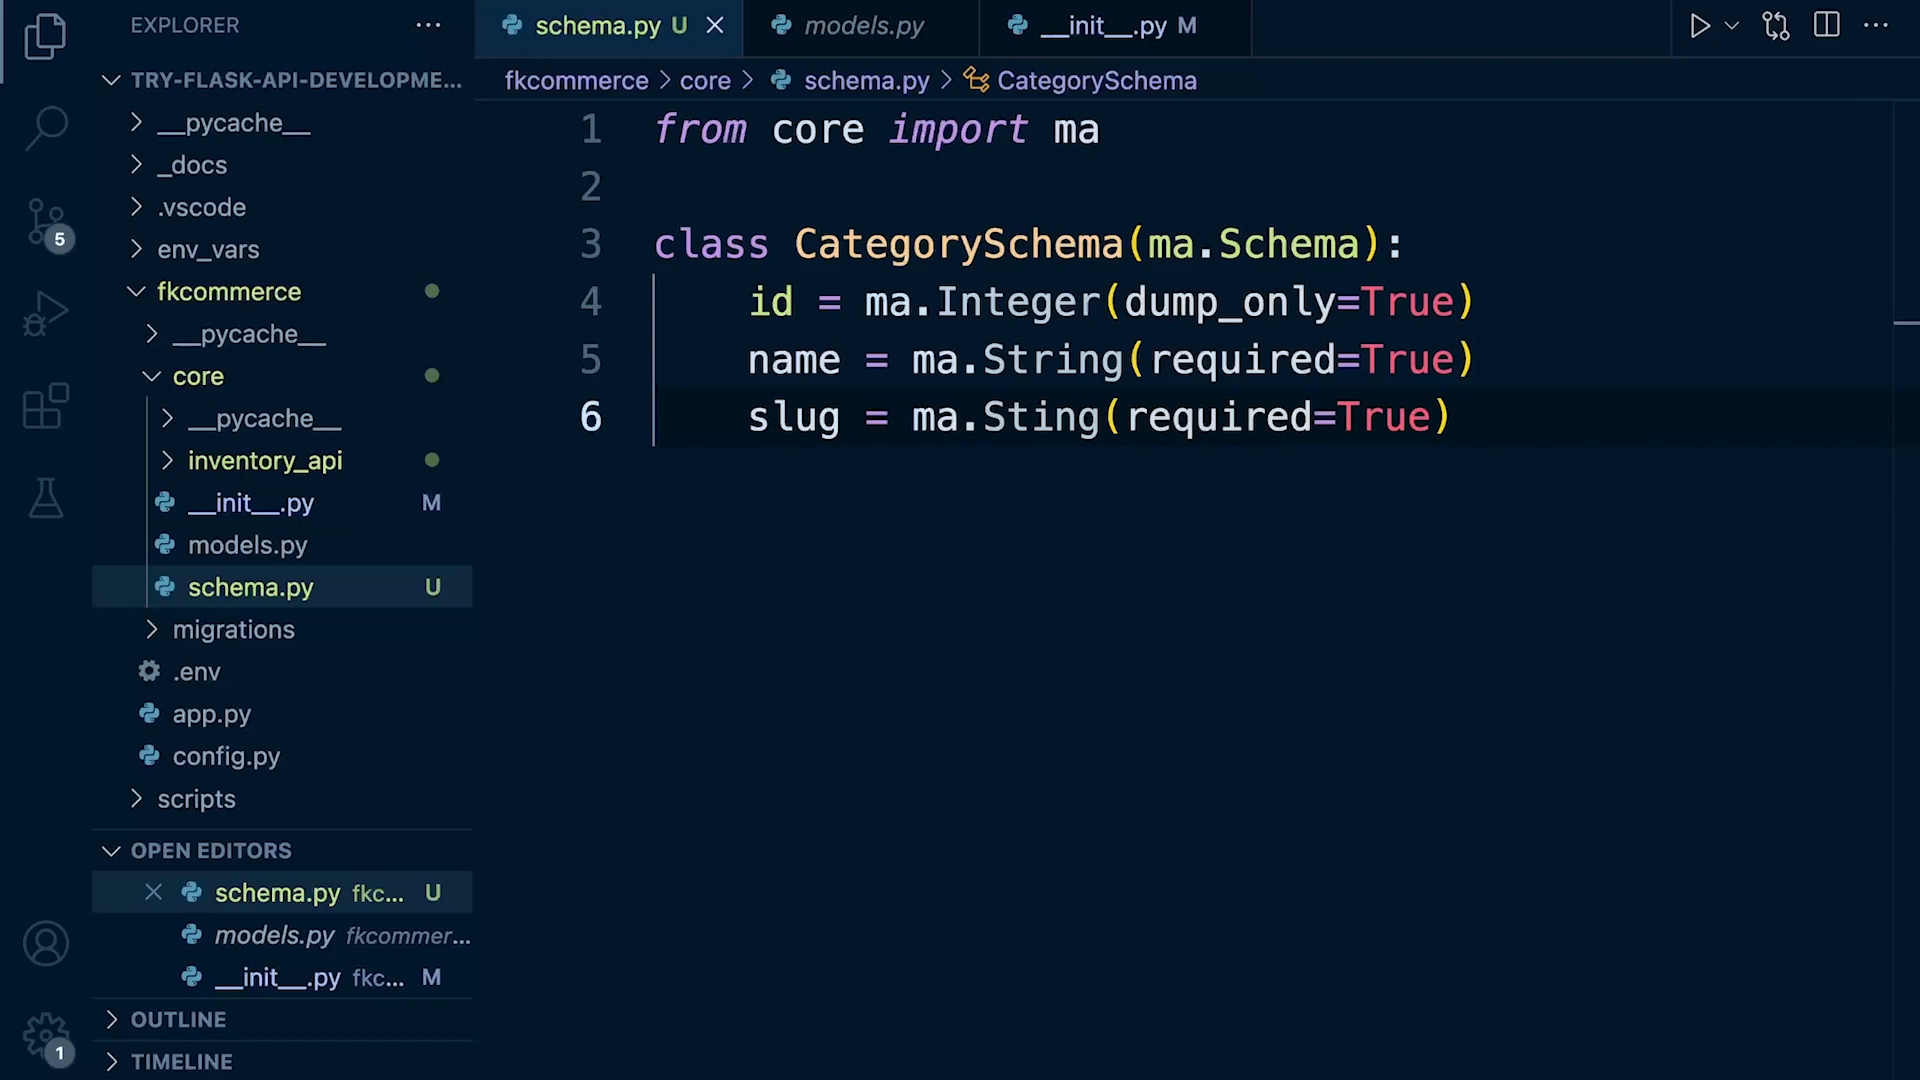 EXPLORER
TRY-FLASK-API-DEVELOPME...
__pycache__
_docs
.vscode
env_vars
fkcommerce
__pycache__
core
__pycache__
inventory_api
__init__.py M
models.py
schema.py U
migrations
.env
app.py
config.py
scripts
OPEN EDITORS
schema.py fkc... U
models.py fkcommer...
__init__.py fkc... M
OUTLINE
TIMELINE
5
1
schema.py U
models.py
__init__.py M
fkcommerce > core > schema.py > CategorySchema
1 from core import ma
2
3 class CategorySchema(ma.Schema):
4 id = ma.Integer(dump_only=True)
5 name = ma.String(required=True)
6 slug = ma.Sting(required=True)